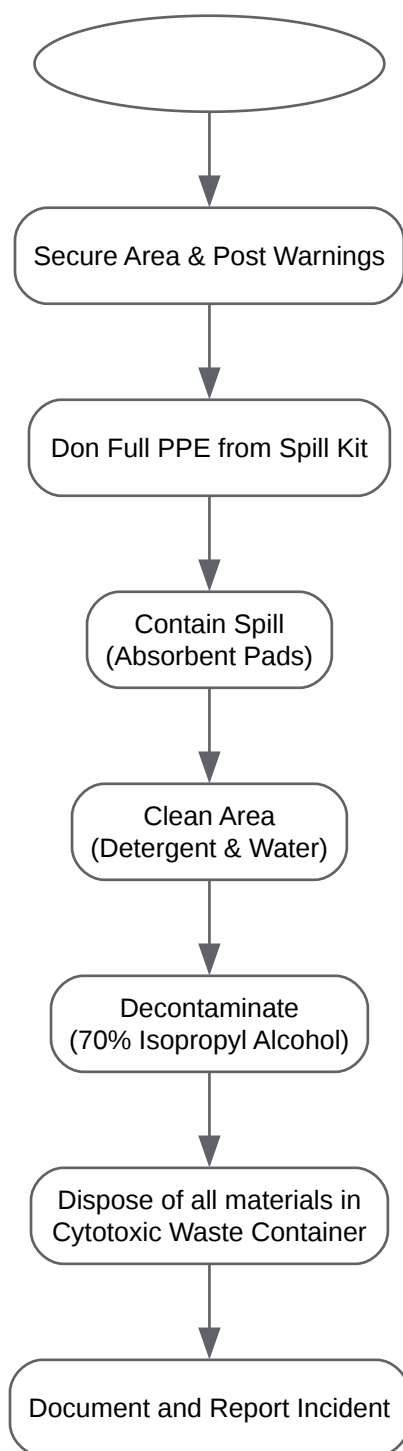 Secure Area & Post Warnings
Don Full PPE from Spill Kit
Contain Spill
(Absorbent Pads)
Clean Area
(Detergent & Water)
Decontaminate
(70% Isopropyl Alcohol)
Dispose of all materials in
Cytotoxic Waste Container
Document and Report Incident